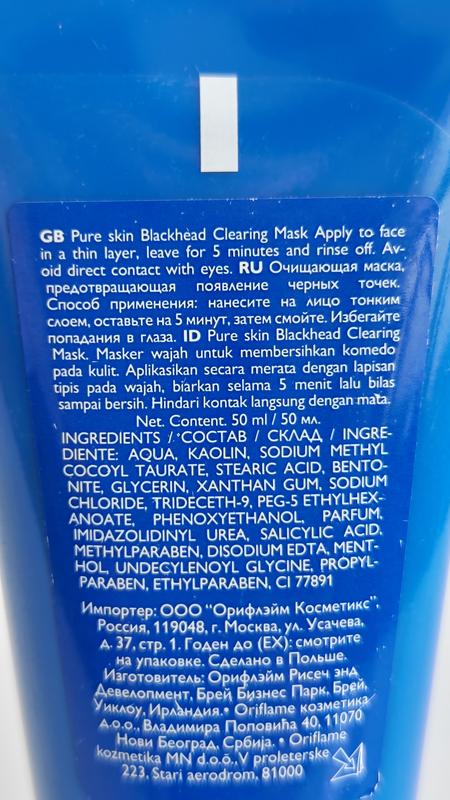 GB Pure skin Blackhead Clearing Mask Apply to face
in a thin layer, leave for 5 minutes and rinse off. Av-
oid direct contact with eyes. RU Очищающая маска,
предотвращающая появление черных точек.
Способ применения: нанесите на лицо тонким
слоем, оставьте на 5 минут, затем смойте. Избегайте
попадания в глаза. ID Pure skin Blackhead Clearing
Mask. Masker wajah untuk membersihkan komedo
pada kulit. Aplikasikan secara merata dengan lapisan
tipis pada wajah, biarkan selama 5 menit lalu bilas
sampai bersih. Hindari kontak langsung dengan mata.
Net. Content. 50 ml / 50 мл.
INGREDIENTS / СОСТАВ / СКЛАД / INGRE-
DIENTE: AQUA, KAOLIN, SODIUM METHYL
COCOYL TAURATE, STEARIC ACID, BENTO-
NITE, GLYCERIN, XANTHAN GUM, SODIUM
CHLORIDE, TRIDECETH-9, PEG-5 ETHYLHEX-
ANOATE, PHENOXYETHANOL, PARFUM,
IMIDAZOLIDINYL UREA, SALICYLIC ACID,
METHYLPARABEN, DISODIUM EDTA, MENT-
HOL, UNDECYLENOYL GLYCINE, PROPYL-
PARABEN, ETHYLPARABEN, CI 77891
Импортер: ООО "Орифлэйм Косметикс",
Россия, 119048, г. Москва, ул. Усачева,
д. 37, стр. 1. Годен до (EX): смотрите
на упаковке. Сделано в Польше.
Изготовитель: Орифлэйм Рисеч энд
Девелопмент, Брей Бизнес Парк, Брей,
Уиклоу, Ирландия. • Oriflame козметика
д.о.о., Владимира Поповића 40, 11070
Нови Београд, Србија. • Oriflame
kozmetika MN d.o.o., V proleterske
223, Stari aerodrom, 81000